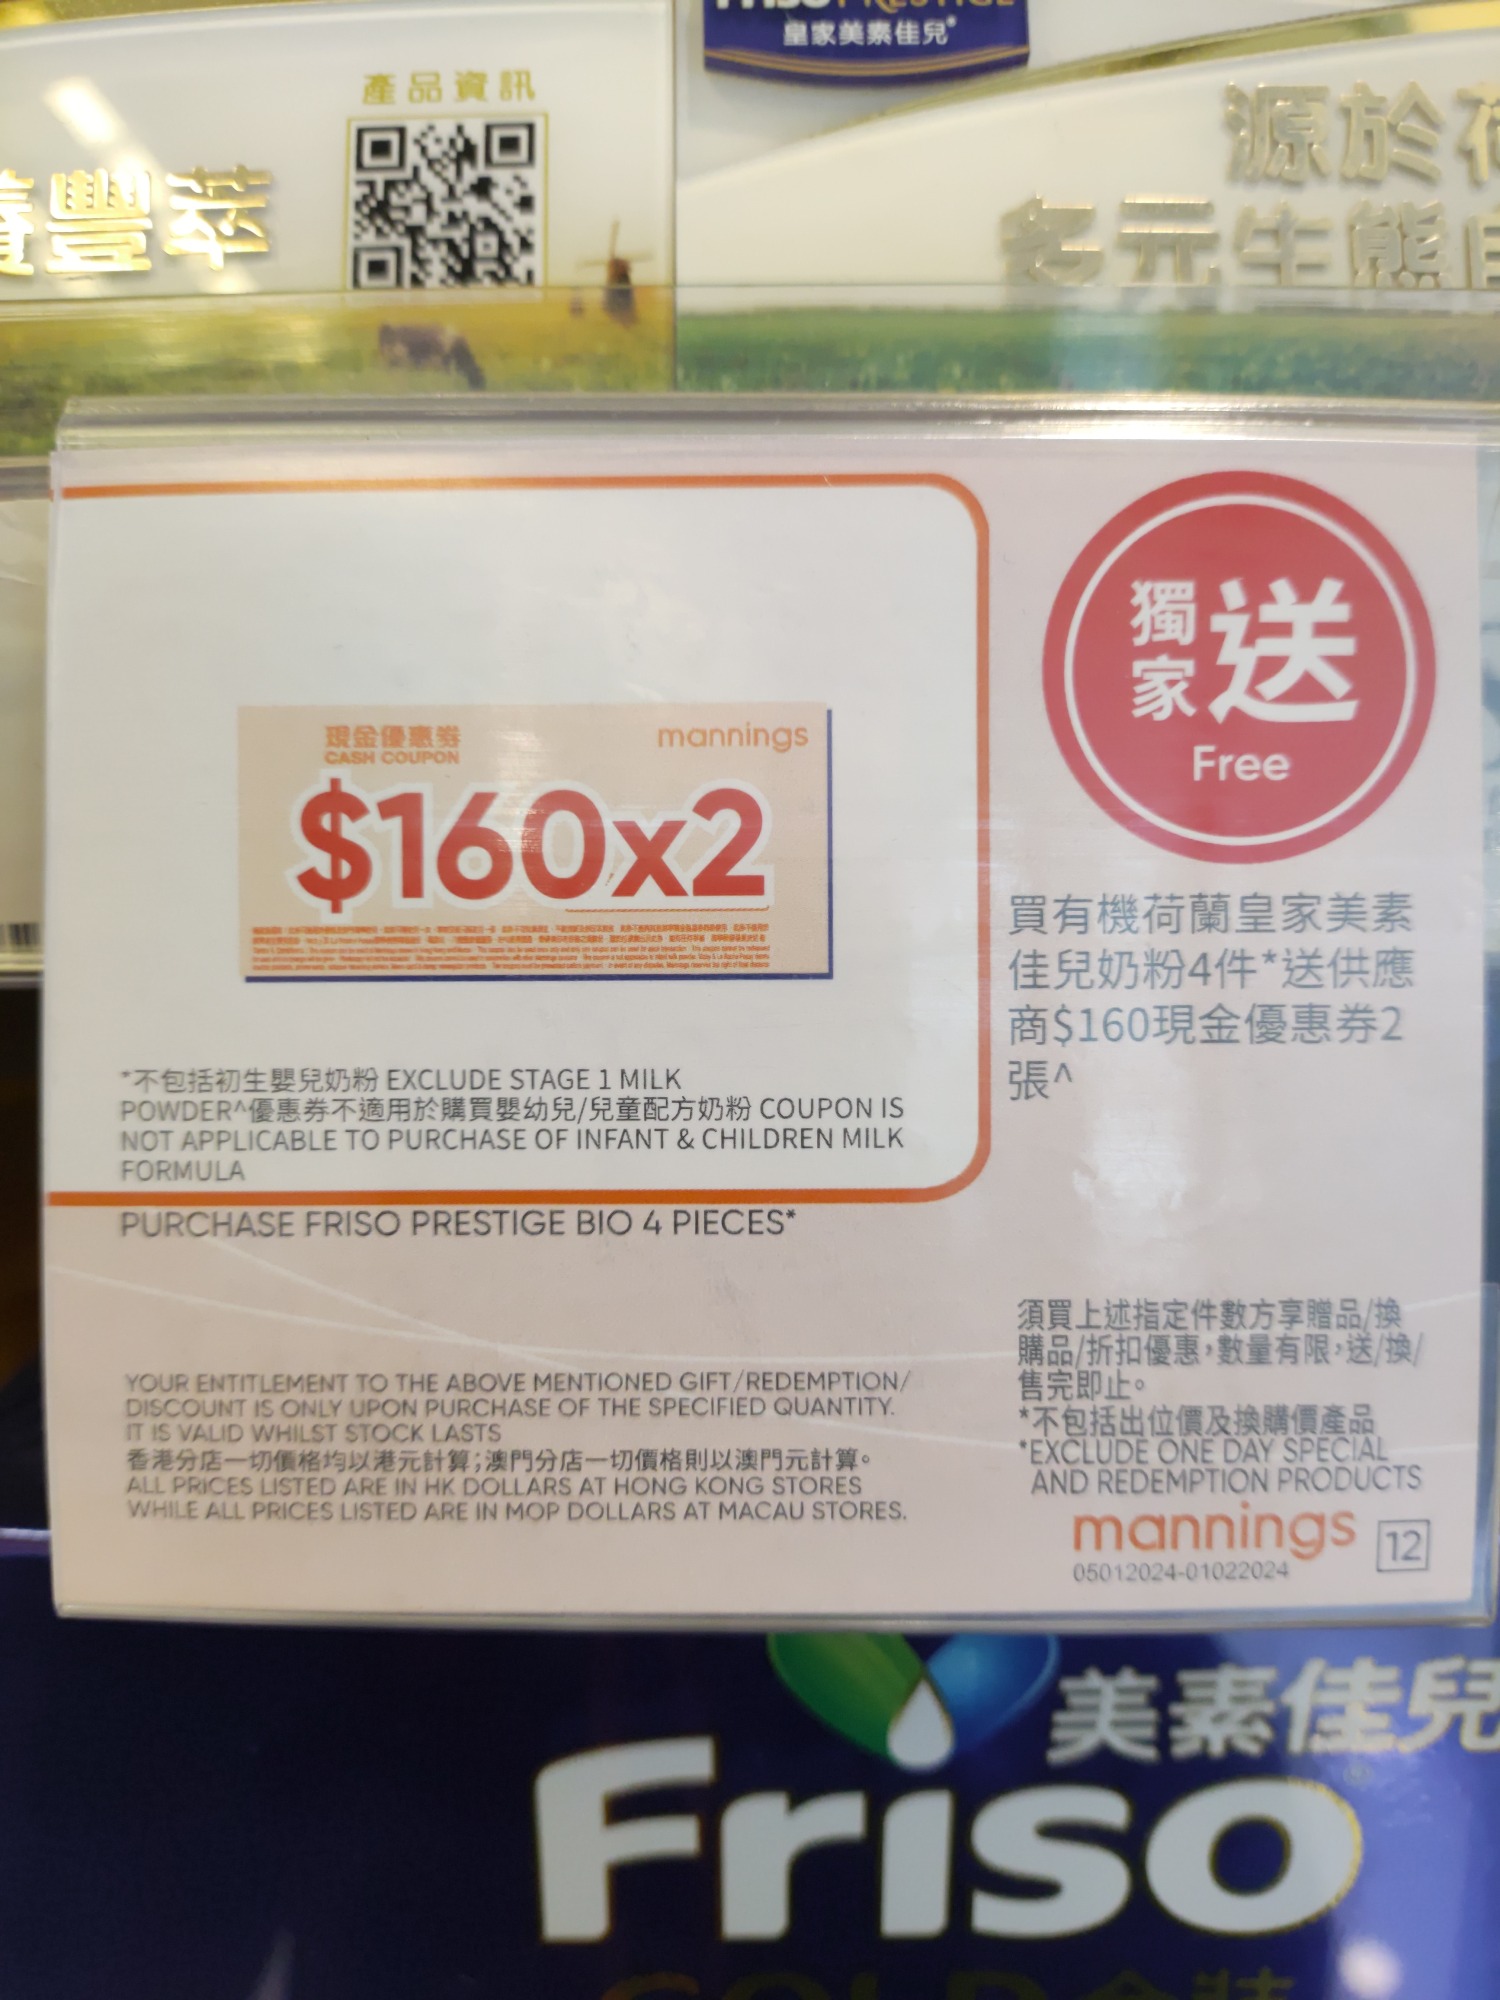 皇家美素佳兒
產品資訊
豐萃
源於
多元生態
獨家送
Free
現金優惠券
CASH COUPON
mannings
$160x2
買有機荷蘭皇家美素
佳兒奶粉4件*送供應
商$160現金優惠券2
張^
*不包括初生嬰兒奶粉 EXCLUDE STAGE 1 MILK
POWDER^優惠券不適用於購買嬰幼兒/兒童配方奶粉 COUPON IS
NOT APPLICABLE TO PURCHASE OF INFANT & CHILDREN MILK
FORMULA
PURCHASE FRISO PRESTIGE BIO 4 PIECES*
YOUR ENTITLEMENT TO THE ABOVE MENTIONED GIFT/REDEMPTION/
DISCOUNT IS ONLY UPON PURCHASE OF THE SPECIFIED QUANTITY.
IT IS VALID WHILST STOCK LASTS
香港分店一切價格均以港元計算;澳門分店一切價格則以澳門元計算。
ALL PRICES LISTED ARE IN HK DOLLARS AT HONG KONG STORES
WHILE ALL PRICES LISTED ARE IN MOP DOLLARS AT MACAU STORES.
須買上述指定件數方享贈品/換
購品/折扣優惠，數量有限，送/換/
售完即止。
*不包括出位價及換購價產品
*EXCLUDE ONE DAY SPECIAL
AND REDEMPTION PRODUCTS
mannings 12
05012024-01022024
美素佳兒
Friso